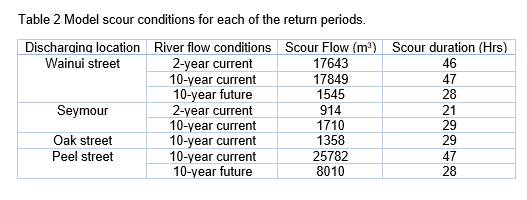 Table 2 Model scour conditions for each of the return periods.
Discharging location River flow conditions Scour Flow (m³) Scour duration (Hrs)
Wainui street 2-year current 17643 46
10-year current 17849 47
10-year future 1545 28
Seymour 2-year current 914 21
10-year current 1710 29
Oak street 10-year current 1358 29
Peel street 10-year current 25782 47
10-year future 8010 28